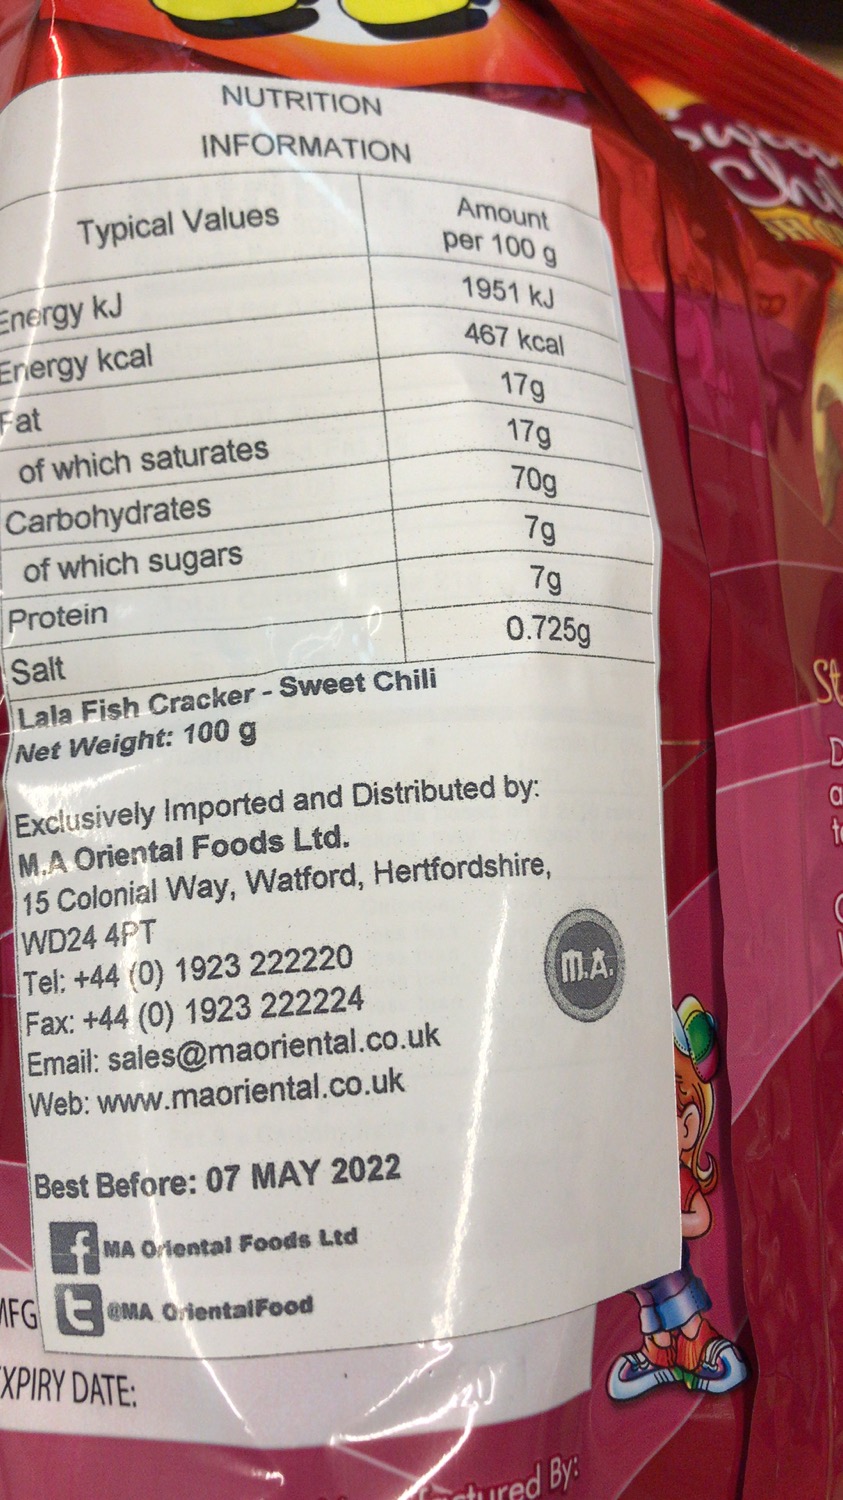 NUTRITION
INFORMATION
Typical Values Amount per 100 g
Energy kJ 1951 kJ
Energy kcal 467 kcal
Fat 17g
of which saturates 17g
Carbohydrates 70g
of which sugars 7g
Protein 7g
Salt 0.725g
Lala Fish Cracker - Sweet Chili
Net Weight: 100 g
Exclusively Imported and Distributed by:
M.A Oriental Foods Ltd.
15 Colonial Way, Watford, Hertfordshire,
WD24 4PT
Tel: +44 (0) 1923 222220
Fax: +44 (0) 1923 222224
Email: sales@maoriental.co.uk
Web: www.maoriental.co.uk
M.A.
Best Before: 07 MAY 2022
MA Oriental Foods Ltd
@MA OrientalFood
MFG
EXPIRY DATE:
By: